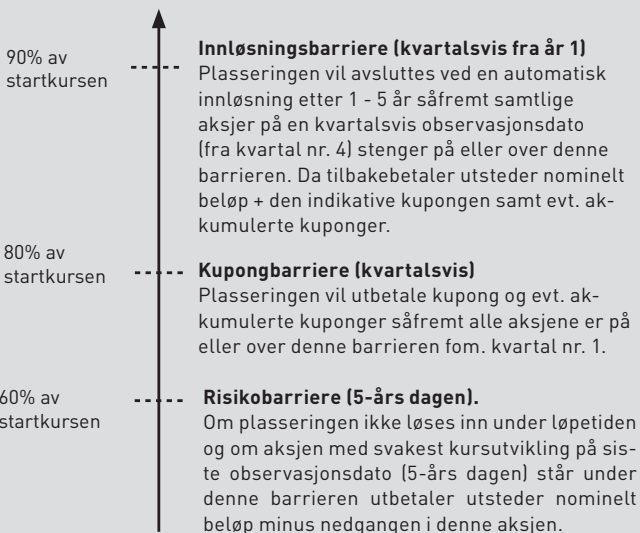 90% av
startkursen
Innløsningsbarriere (kvartalsvis fra år 1)
Plasseringen vil avsluttes ved en automatisk
innløsning etter 1 - 5 år såfremt samtlige
aksjer på en kvartalsvis observasjonsdato
(fra kvartal nr. 4) stenger på eller over denne
barrieren. Da tilbakebetaler utsteder nominelt
beløp + den indikative kupongen samt evt. ak-
kumulerte kuponger.
80% av
startkursen
Kupongbarriere (kvartalsvis)
Plasseringen vil utbetale kupong og evt. ak-
kumulerte kuponger såfremt alle aksjene er på
eller over denne barrieren fom. kvartal nr. 1.
60% av
startkursen
Risikobarriere (5-års dagen).
Om plasseringen ikke løses inn under løpetiden
og om aksjen med svakest kursutvikling på sis-
te observasjonsdato (5-års dagen) står under
denne barrieren utbetaler utsteder nominelt
beløp minus nedgangen i denne aksjen.